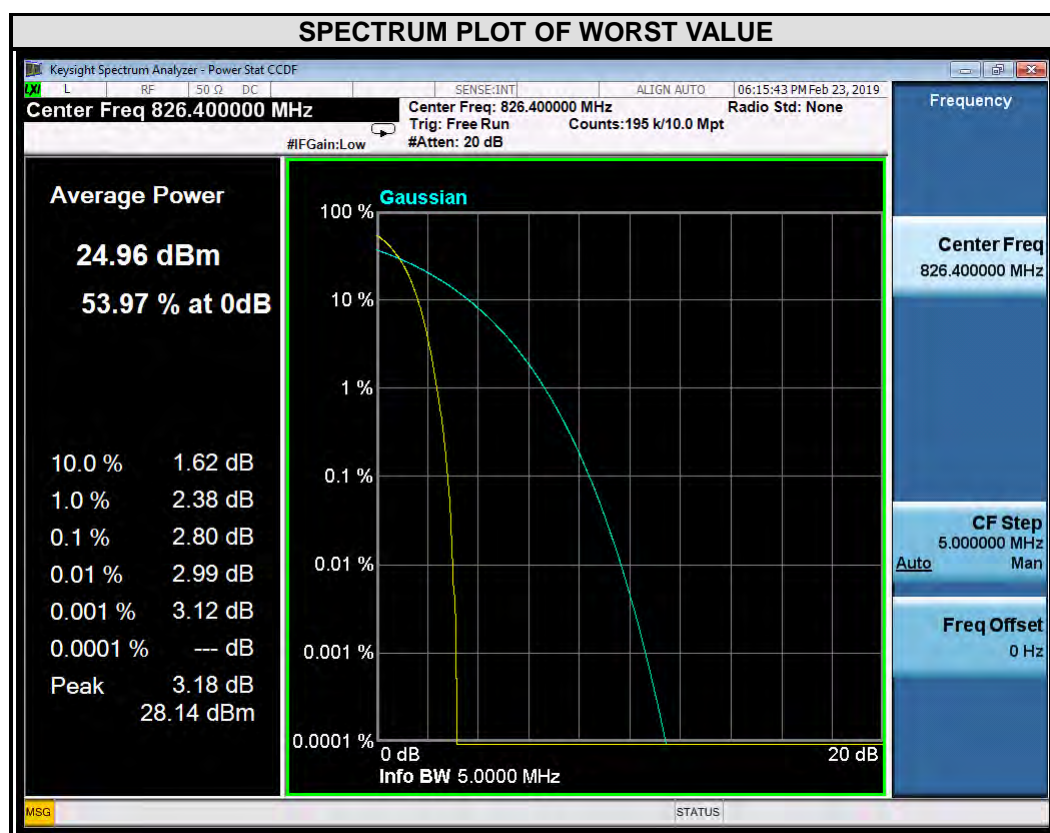 SPECTRUM PLOT OF WORST VALUE
Keysight Spectrum Analyzer - Power Stat CCDF
LXI L RF 50 Ω DC SENSE:INT ALIGN AUTO 06:15:43 PM Feb 23, 2019
Center Freq 826.400000 MHz
Center Freq: 826.400000 MHz Radio Std: None
Trig: Free Run Counts:195 k/10.0 Mpt
#IFGain:Low #Atten: 20 dB
Average Power
24.96 dBm
53.97 % at 0dB
10.0 % 1.62 dB
1.0 % 2.38 dB
0.1 % 2.80 dB
0.01 % 2.99 dB
0.001 % 3.12 dB
0.0001 % --- dB
Peak 3.18 dB
28.14 dBm
Gaussian
100 %
10 %
1 %
0.1 %
0.01 %
0.001 %
0.0001 %
0 dB 20 dB
Info BW 5.0000 MHz
Frequency
Center Freq
826.400000 MHz
CF Step
5.000000 MHz
Auto Man
Freq Offset
0 Hz
MSG STATUS